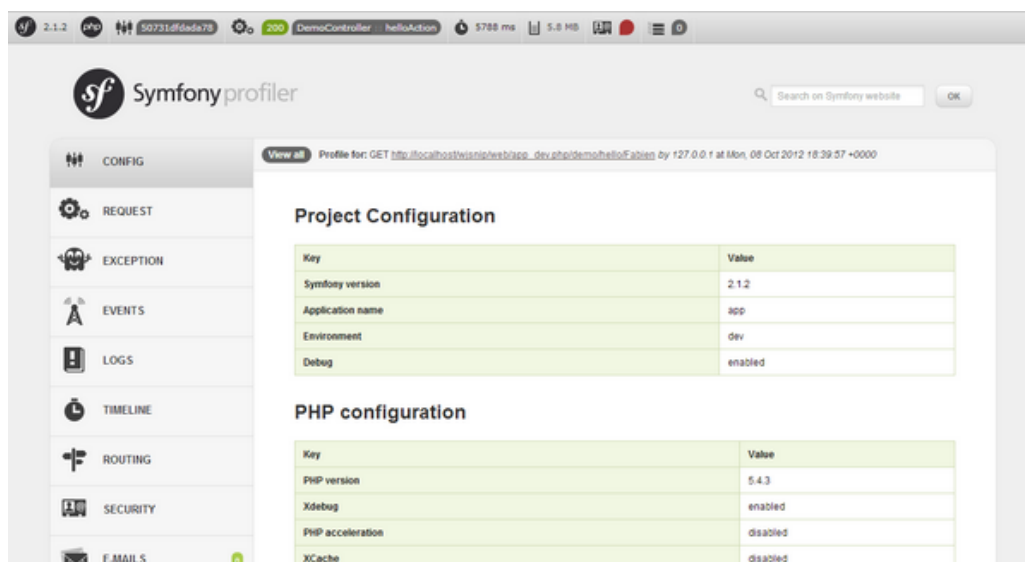 sf 2.1.2 php 50731dfdada78 200 DemoController helloAction 5788 ms 5.8 MB 0
sf Symfony profiler
Search on Symfony website OK
CONFIG
REQUEST
EXCEPTION
EVENTS
LOGS
TIMELINE
ROUTING
SECURITY
E-MAILS
View all Profile for: GET http://localhost/wisnip/web/app_dev.php/demo/hello/Fabien by 127.0.0.1 at Mon, 08 Oct 2012 18:39:57 +0000
Project Configuration
Key Value
Symfony version 2.1.2
Application name app
Environment dev
Debug enabled
PHP configuration
Key Value
PHP version 5.4.3
Xdebug enabled
PHP acceleration disabled
XCache disabled